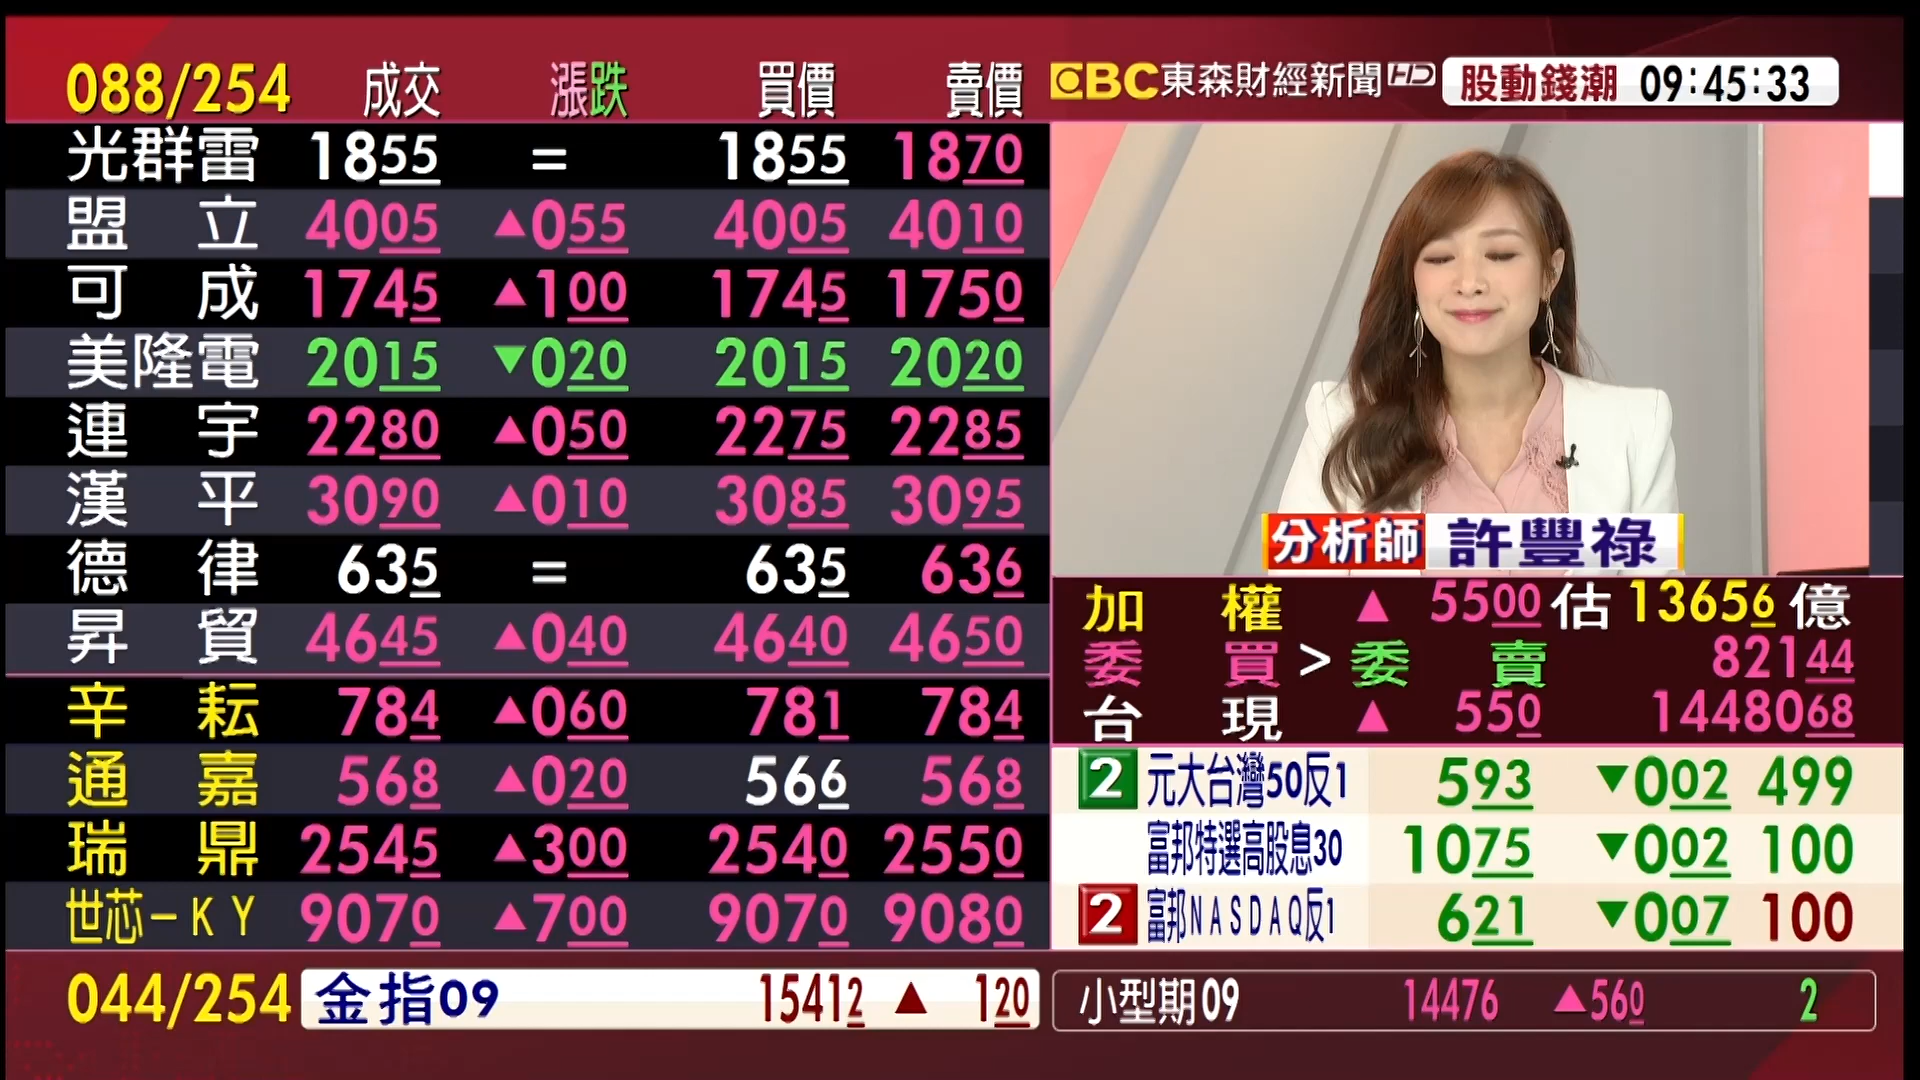 088/254 成交 漲跌 買價 賣價
光群雷 1855 = 1855 1870
盟立 4005 ▲055 4005 4010
可成 1745 ▲100 1745 1750
美隆電 2015 ▼020 2015 2020
連宇 2280 ▲050 2275 2285
漢平 3090 ▲010 3085 3095
德律 635 = 635 636
昇貿 4645 ▲040 4640 4650
辛耘 784 ▲060 781 784
通嘉 568 ▲020 566 568
瑞鼎 2545 ▲300 2540 2550
世芯-KY 9070 ▲700 9070 9080
EBC東森財經新聞HD 股動錢潮 09:45:33
分析師 許豐祿
加權 ▲ 5500 估 13656 億
委買>委賣 82144
台現 ▲ 550 1448068
2 元大台灣50反1 593 ▼002 499
富邦特選高股息30 1075 ▼002 100
2 富邦NASDAQ反1 621 ▼007 100
044/254 金指09 15412 ▲ 120
小型期09 14476 ▲560 2